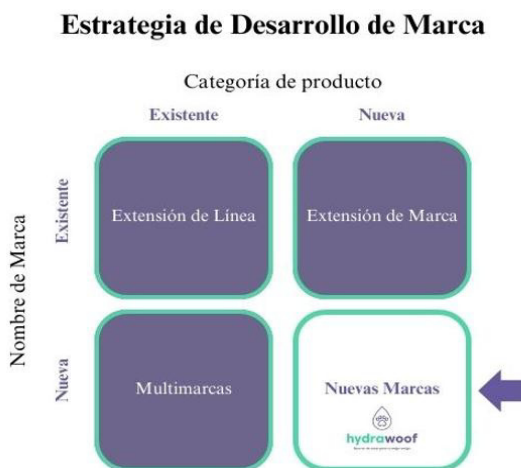 Estrategia de Desarrollo de Marca
Categoría de producto
Existente
Nueva
Nombre de Marca
Existente
Extensión de Línea
Extensión de Marca
Nueva
Multimarcas
Nuevas Marcas
hydrawoof